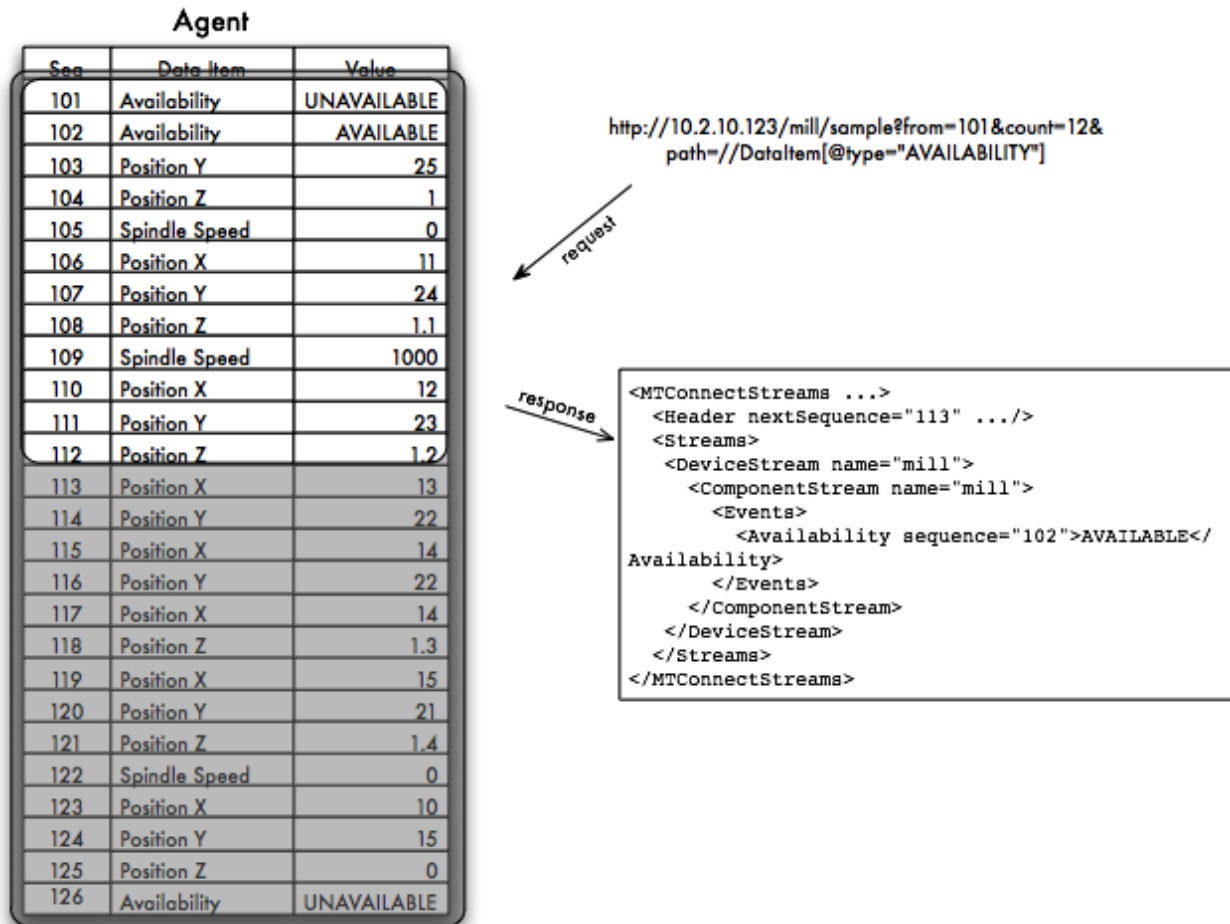 Agent
Seq Data Item Value
101 Availability UNAVAILABLE
102 Availability AVAILABLE
103 Position Y 25
104 Position Z 1
105 Spindle Speed 0
106 Position X 11
107 Position Y 24
108 Position Z 1.1
109 Spindle Speed 1000
110 Position X 12
111 Position Y 23
112 Position Z 1.2
113 Position X 13
114 Position Y 22
115 Position X 14
116 Position Y 22
117 Position X 14
118 Position Z 1.3
119 Position X 15
120 Position Y 21
121 Position Z 1.4
122 Spindle Speed 0
123 Position X 10
124 Position Y 15
125 Position Z 0
126 Availability UNAVAILABLE
http://10.2.10.123/mill/sample?from=101&count=12&
path=//DataItem[@type="AVAILABILITY"]
request
response
<MTConnectStreams ...>
<Header nextSequence="113" .../>
<Streams>
<DeviceStream name="mill">
<ComponentStream name="mill">
<Events>
<Availability sequence="102">AVAILABLE</
Availability>
</Events>
</ComponentStream>
</DeviceStream>
</Streams>
</MTConnectStreams>